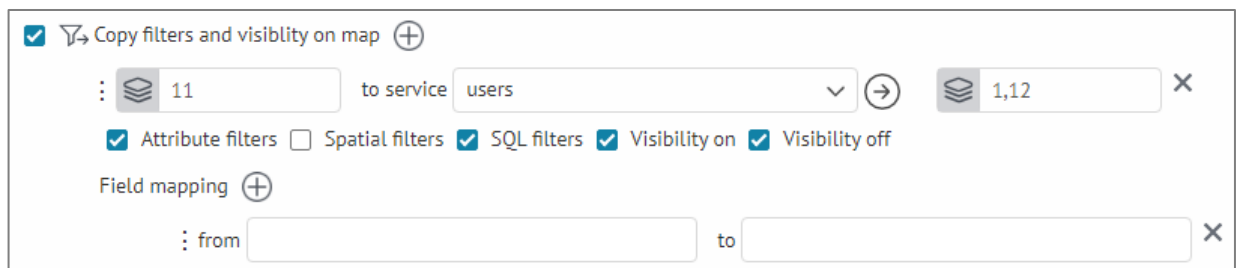 Copy filters and visiblity on map
11 to service users 1,12
Attribute filters Spatial filters SQL filters Visibility on Visibility off
Field mapping
from to